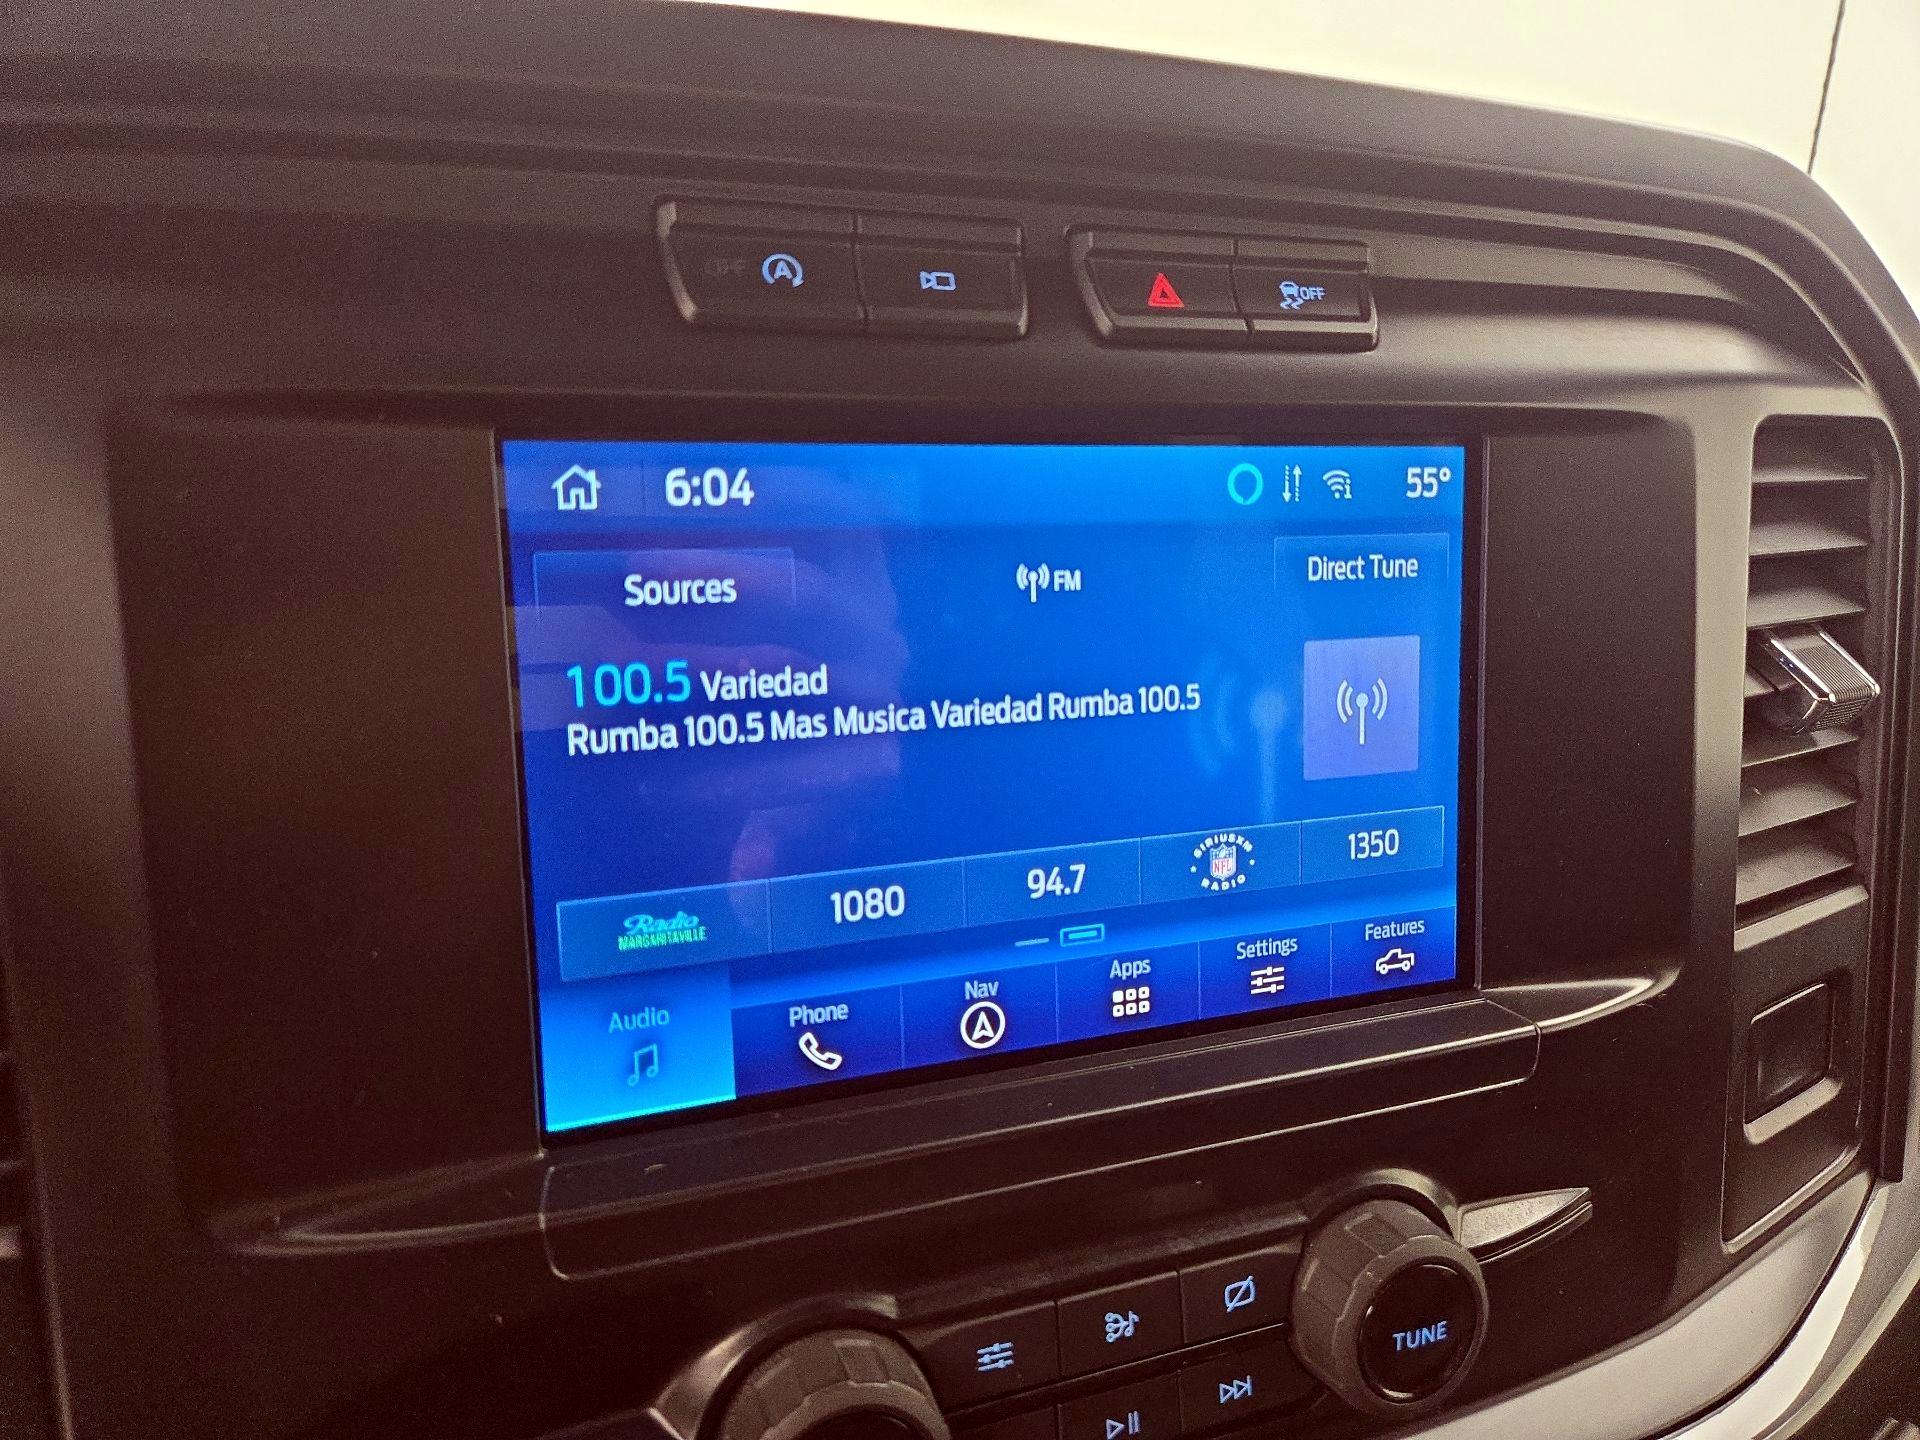 A
OFF
6:04
55°
Sources
FM
Direct Tune
100.5 Variedad
Rumba 100.5 Mas Musica Variedad Rumba 100.5
Radio
MARGARITAVILLE
1080
94.7
SIRIUSXM
NFL
RADIO
1350
Audio
Phone
Nav
Apps
Settings
Features
TUNE